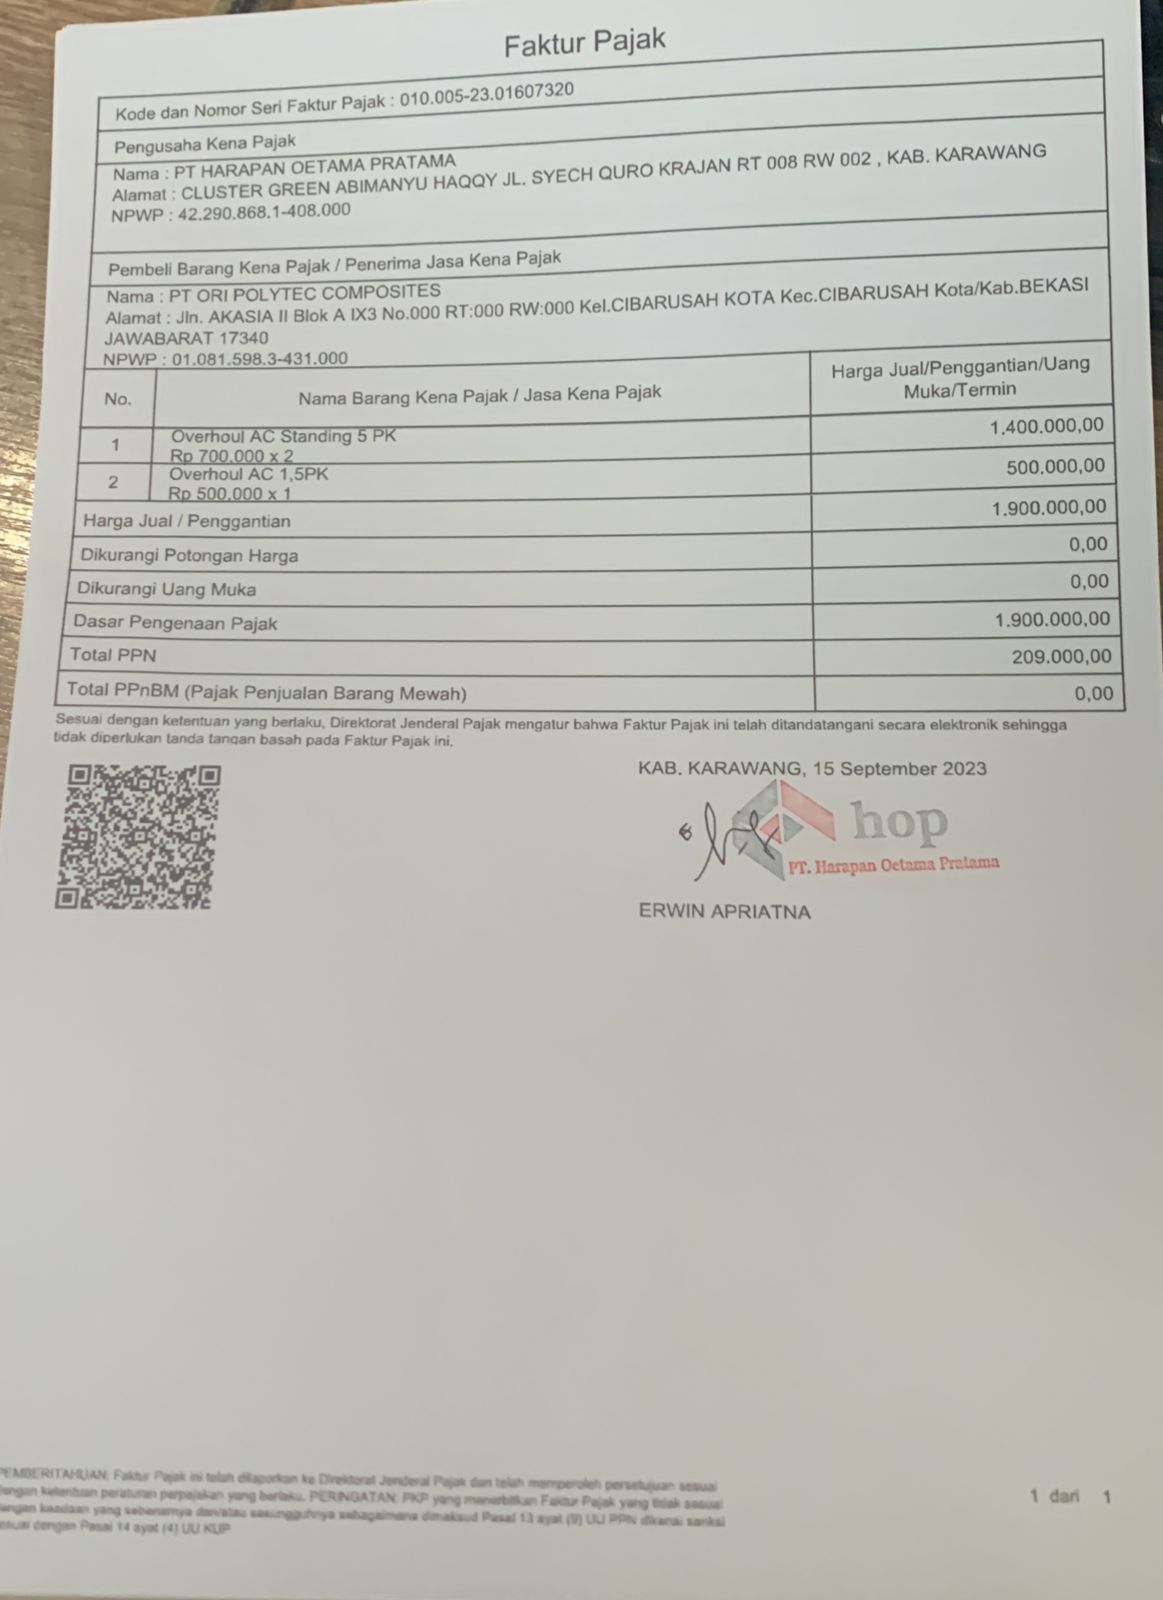 Faktur Pajak
Kode dan Nomor Seri Faktur Pajak : 010.005-23.01607320
Pengusaha Kena Pajak
Nama : PT HARAPAN OETAMA PRATAMA
Alamat : CLUSTER GREEN ABIMANYU HAQQY JL. SYECH QURO KRAJAN RT 008 RW 002 , KAB. KARAWANG
NPWP : 42.290.868.1-408.000
Pembeli Barang Kena Pajak / Penerima Jasa Kena Pajak
Nama : PT ORI POLYTEC COMPOSITES
Alamat : Jln. AKASIA II Blok A IX3 No.000 RT:000 RW:000 Kel.CIBARUSAH KOTA Kec.CIBARUSAH Kota/Kab.BEKASI
JAWABARAT 17340
NPWP : 01.081.598.3-431.000
No. Nama Barang Kena Pajak / Jasa Kena Pajak Harga Jual/Penggantian/Uang
Muka/Termin
1 Overhoul AC Standing 5 PK 1.400.000,00
Rp 700.000 x 2
2 Overhoul AC 1,5PK 500.000,00
Rp 500.000 x 1
Harga Jual / Penggantian 1.900.000,00
Dikurangi Potongan Harga 0,00
Dikurangi Uang Muka 0,00
Dasar Pengenaan Pajak 1.900.000,00
Total PPN 209.000,00
Total PPnBM (Pajak Penjualan Barang Mewah) 0,00
Sesuai dengan ketentuan yang berlaku, Direktorat Jenderal Pajak mengatur bahwa Faktur Pajak ini telah ditandatangani secara elektronik sehingga
tidak diperlukan tanda tangan basah pada Faktur Pajak ini.
KAB. KARAWANG, 15 September 2023
hop
PT. Harapan Oetama Pratama
ERWIN APRIATNA
PEMBERITAHUAN: Faktur Pajak ini telah dilaporkan ke Direktorat Jenderal Pajak dan telah memperoleh persetujuan sesuai
dengan ketentuan peraturan perpajakan yang berlaku. PERINGATAN: PKP yang menerbitkan Faktur Pajak yang tidak sesuai
dengan keadaan yang sebenarnya dan/atau sesungguhnya sebagaimana dimaksud Pasal 13 ayat (9) UU PPN dikenai sanksi
sesuai dengan Pasal 14 ayat (4) UU KUP
1 dari 1